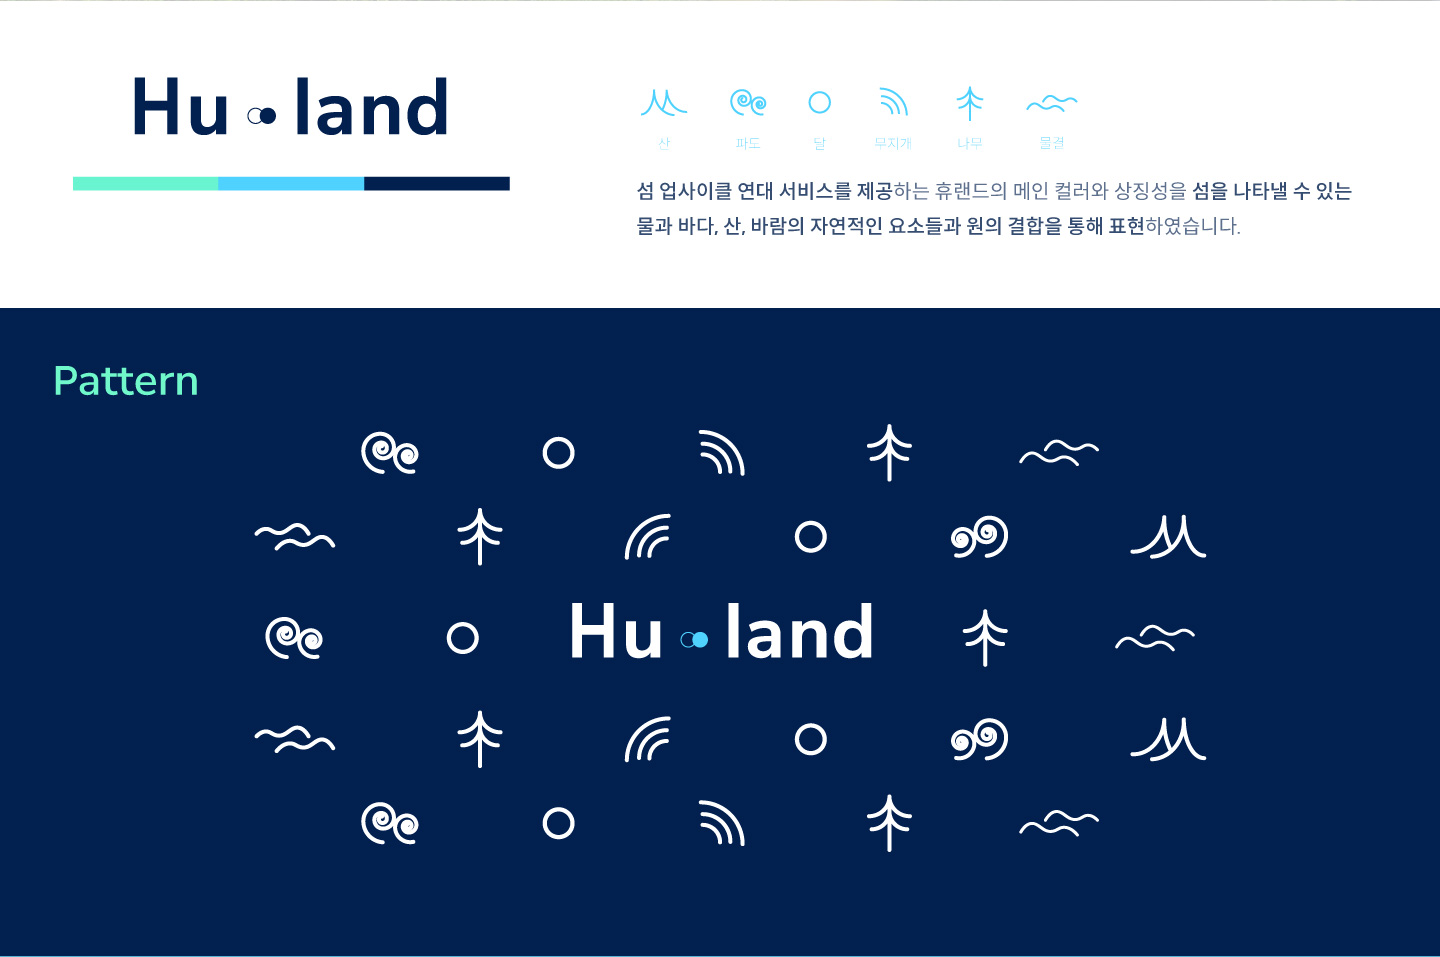 Hu land
산 파도 달 무지개 나무 물결
섬 업사이클 연대 서비스를 제공하는 휴랜드의 메인 컬러와 상징성을 섬을 나타낼 수 있는
물과 바다, 산, 바람의 자연적인 요소들과 원의 결합을 통해 표현하였습니다.
Pattern
Hu land